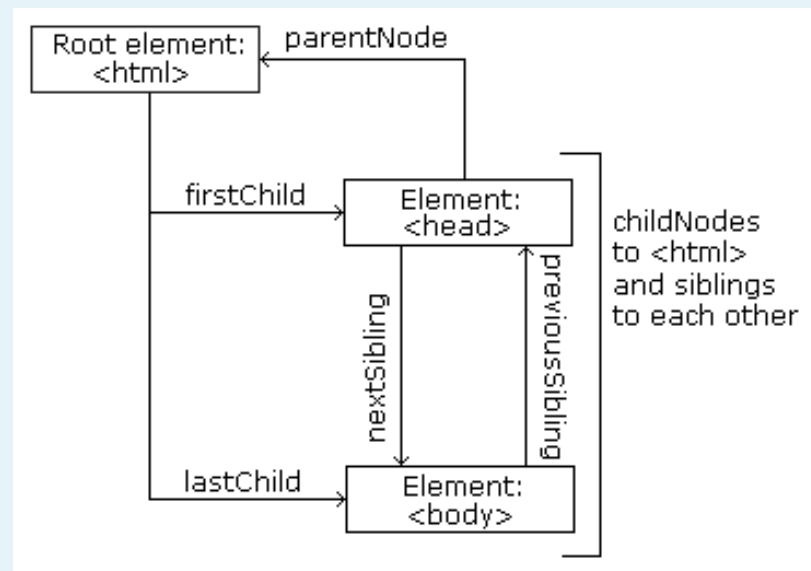 Root element:
<html>
parentNode
firstChild
Element:
<head>
childNodes
to <html>
and siblings
to each other
nextSibling
previousSibling
lastChild
Element:
<body>